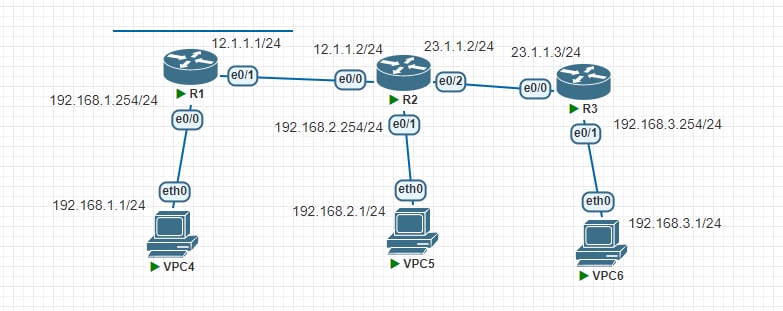 12.1.1.1/24
12.1.1.2/24
23.1.1.2/24
23.1.1.3/24
e0/1
e0/0
e0/2
e0/0
R1
R2
R3
192.168.1.254/24
e0/0
192.168.2.254/24
e0/1
e0/1
192.168.3.254/24
eth0
eth0
eth0
192.168.1.1/24
192.168.2.1/24
192.168.3.1/24
VPC4
VPC5
VPC6